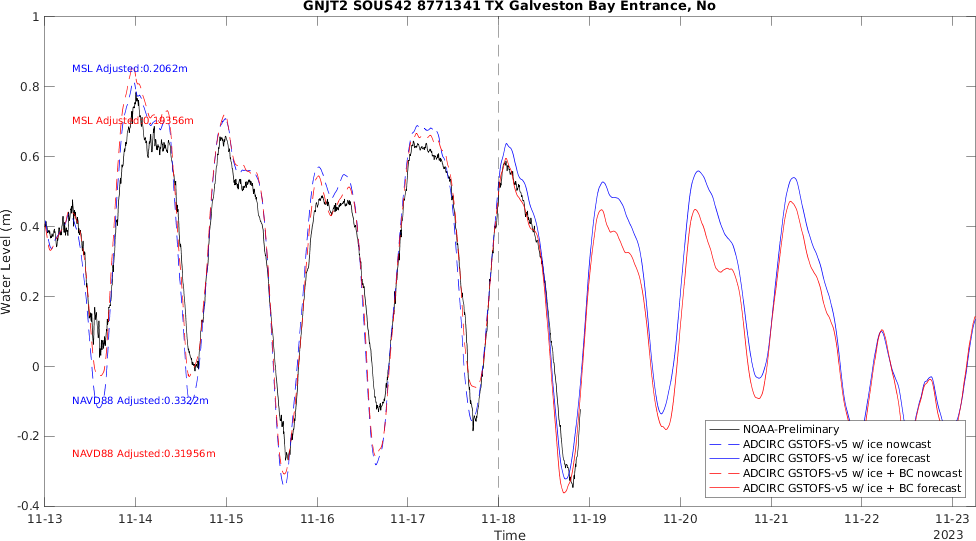 GNJT2 SOUS42 8771341 TX Galveston Bay Entrance, No
Water Level (m)
1
0.8
0.6
0.4
0.2
0
-0.2
-0.4
MSL Adjusted:0.2062m
MSL Adjusted:0.19356m
NAVD88 Adjusted:0.3322m
NAVD88 Adjusted:0.31956m
NOAA-Preliminary
ADCIRC GSTOFS-v5 w/ ice nowcast
ADCIRC GSTOFS-v5 w/ ice forecast
ADCIRC GSTOFS-v5 w/ ice + BC nowcast
ADCIRC GSTOFS-v5 w/ ice + BC forecast
11-13 11-14 11-15 11-16 11-17 11-18 11-19 11-20 11-21 11-22 11-23
Time
2023